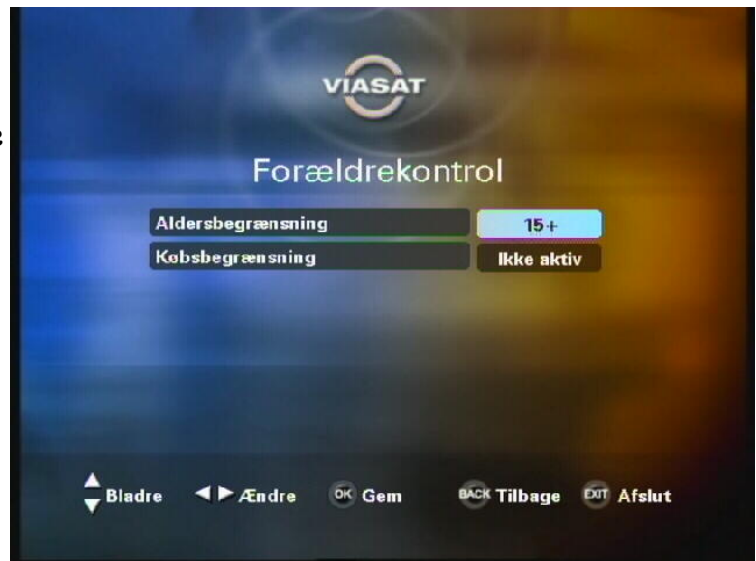 VIASAT
Forældrekontrol
Aldersbegrænsning 15+
Købsbegrænsning Ikke aktiv
Bladre Ændre OK Gem BACK Tilbage EXIT Afslut